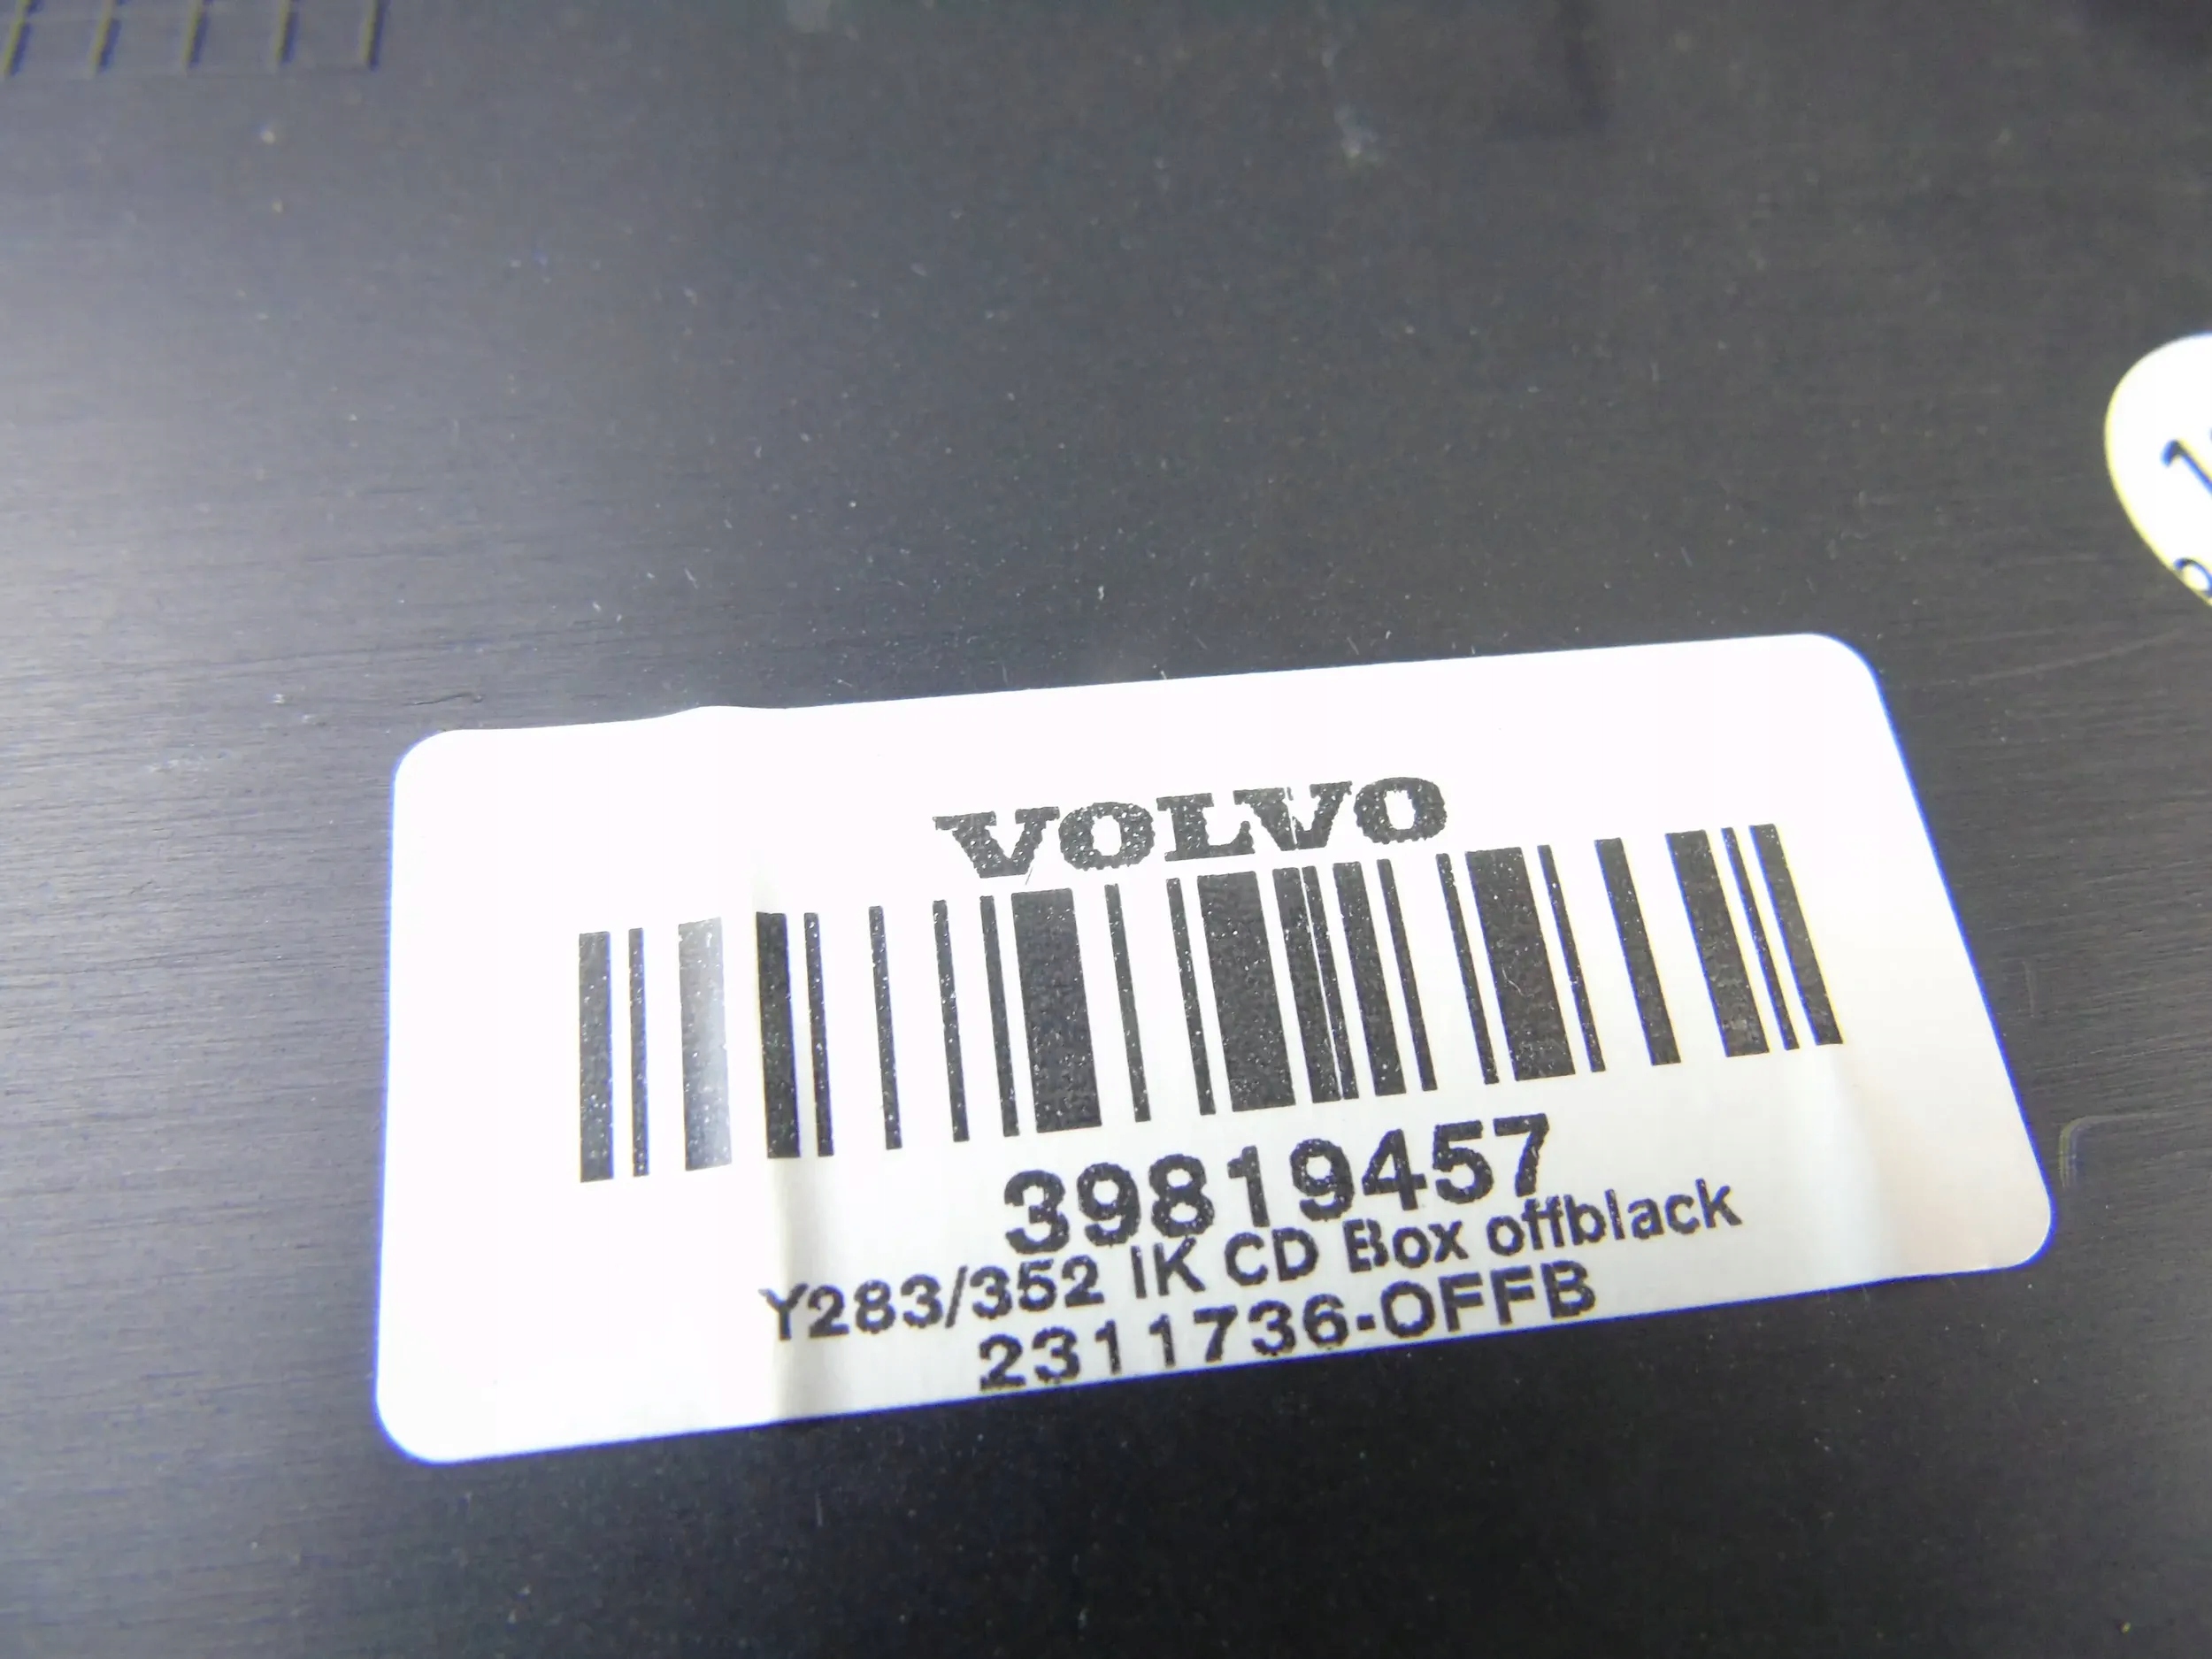 VOLVO
39819457
Y283/352 IK CD Box offblack
2311736-OFFB